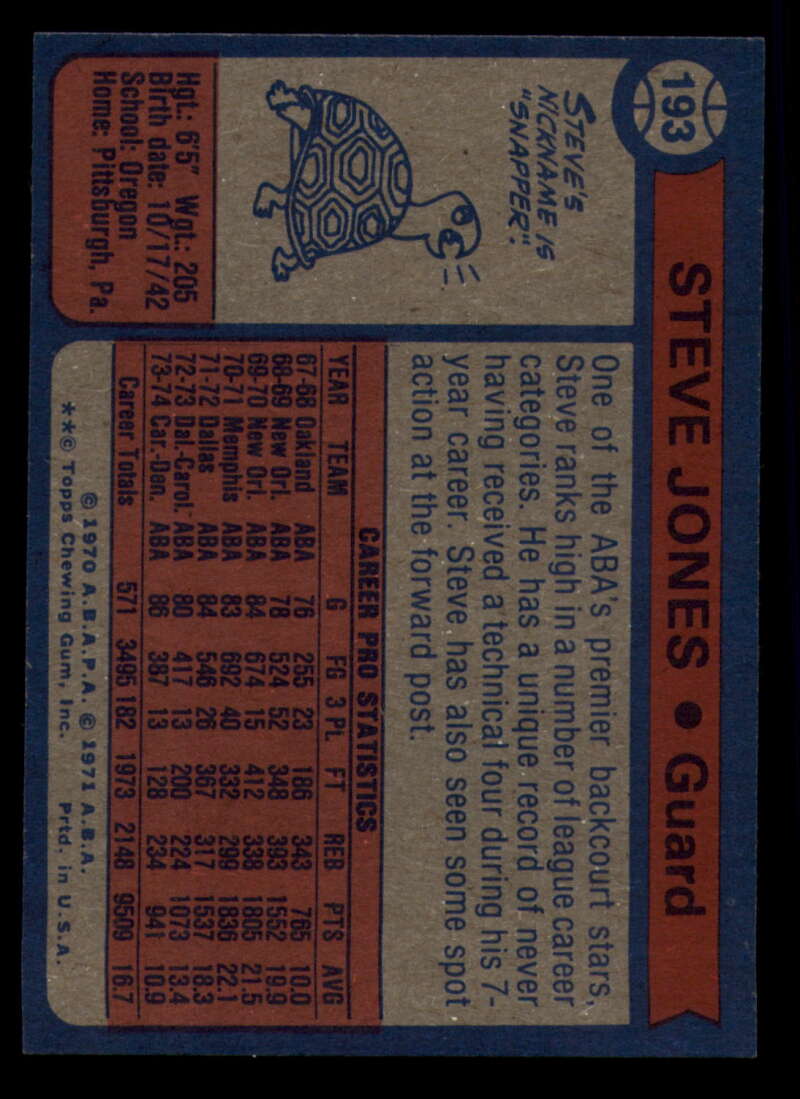 193
STEVE JONES • Guard
STEVE'S
NICKNAME IS
"SNAPPER".
Hgt.: 6'5" Wgt.: 205
Birth date: 10/17/42
School: Oregon
Home: Pittsburgh, Pa.
One of the ABA's premier backcourt stars,
Steve ranks high in a number of league career
categories. He has a unique record of never
having received a technical four during his 7-
year career. Steve has also seen some spot
action at the forward post.
CAREER PRO STATISTICS
YEAR TEAM G FG 3 Pl. FT REB PTS AVG
67-68 Oakland ABA 76 255 23 186 343 765 10.0
68-69 New Orl. ABA 78 524 52 348 393 1552 19.9
69-70 New Orl. ABA 84 674 15 412 338 1805 21.5
70-71 Memphis ABA 83 692 40 332 299 1836 22.1
71-72 Dallas ABA 84 546 26 367 317 1537 18.3
72-73 Dal.-Carol. ABA 80 417 13 200 224 1073 13.4
73-74 Car.-Den. ABA 86 387 13 128 234 941 10.9
Career Totals 571 3495 182 1973 2148 9509 16.7
© 1970 A.B.A.P.A. © 1971 A.B.A.
**© Topps Chewing Gum, Inc. Prtd. in U.S.A.